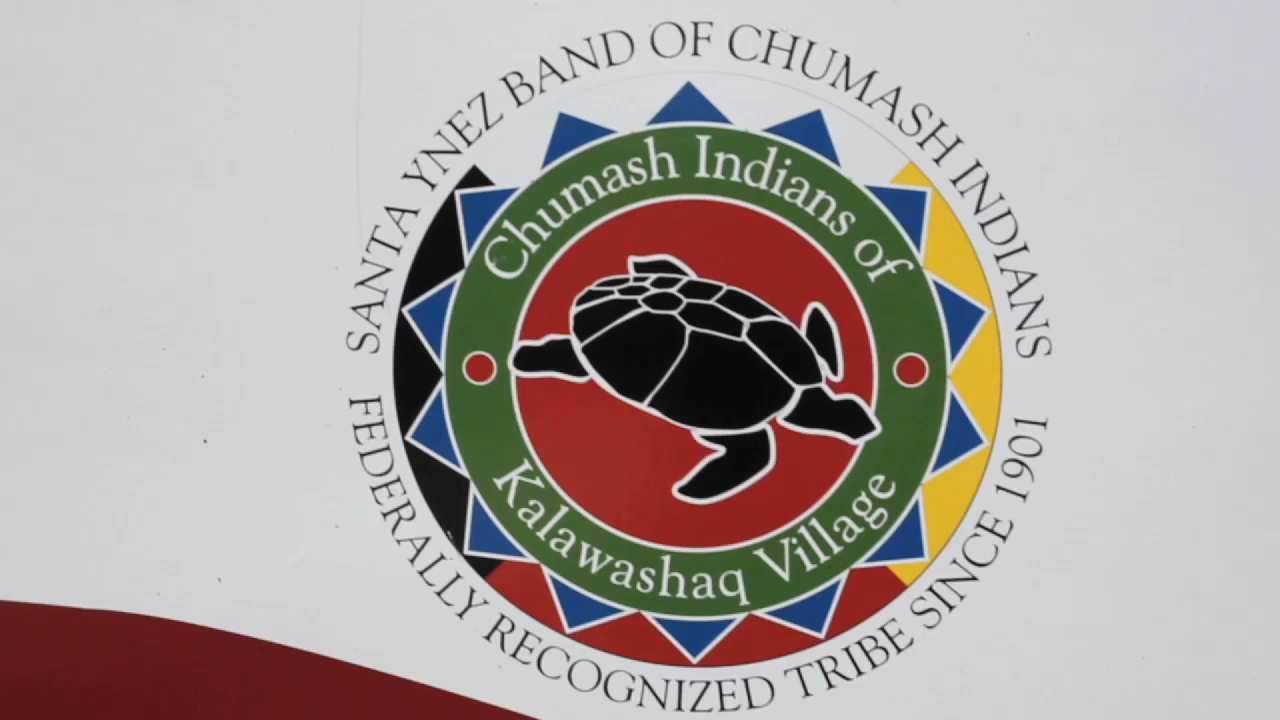 SANTA YNEZ BAND OF CHUMASH INDIANS
Chumash Indians of
Kalawashaq Village
FEDERALLY RECOGNIZED TRIBE SINCE 1901